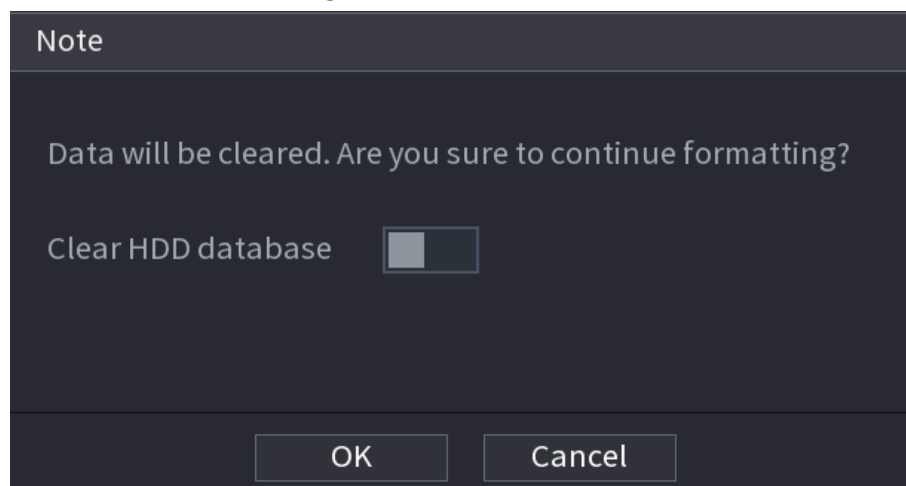 Note
Data will be cleared. Are you sure to continue formatting?
Clear HDD database
OK
Cancel